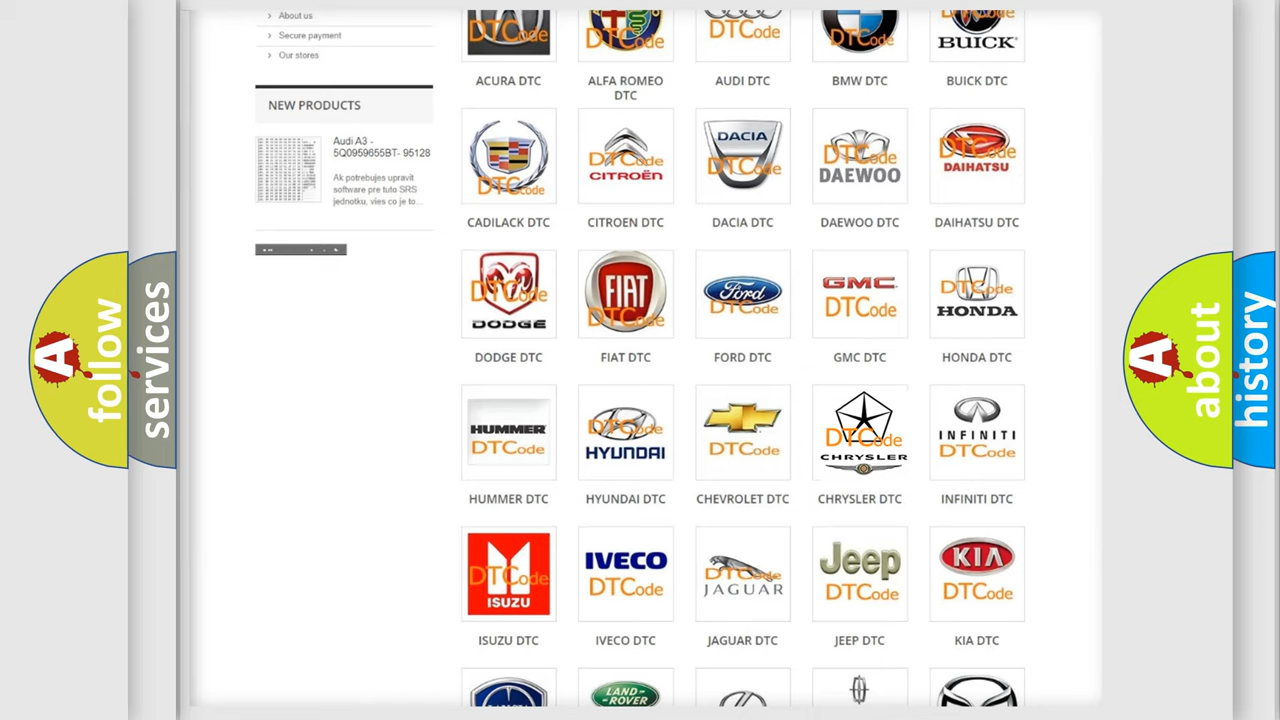 About us
Secure payment
Our stores
NEW PRODUCTS
Audi A3 -
5Q0959655BT- 95128
Ak potrebujes upravit
software pre tuto SRS
jednotku, vies co je to...
DTCode
DTCode
DTCode
DTCode
BUICK
ACURA DTC
ALFA ROMEO
DTC
AUDI DTC
BMW DTC
BUICK DTC
DTCode
DTCode
CITROËN
DACIA
DTCode
DTCode
DAEWOO
DTCode
DAIHATSU
CADILACK DTC
CITROEN DTC
DACIA DTC
DAEWOO DTC
DAIHATSU DTC
DTCode
DODGE
FIAT
DTCode
Ford
DTCode
GMC
DTCode
DTCode
HONDA
DODGE DTC
FIAT DTC
FORD DTC
GMC DTC
HONDA DTC
HUMMER
DTCode
DTCode
HYUNDAI
DTCode
DTCode
CHRYSLER
INFINITI
DTCode
HUMMER DTC
HYUNDAI DTC
CHEVROLET DTC
CHRYSLER DTC
INFINITI DTC
DTCode
ISUZU
IVECO
DTCode
DTCode
JAGUAR
Jeep
DTCode
KIA
DTCode
ISUZU DTC
IVECO DTC
JAGUAR DTC
JEEP DTC
KIA DTC
LAND-
ROVER
A
follow
services
A
about
history